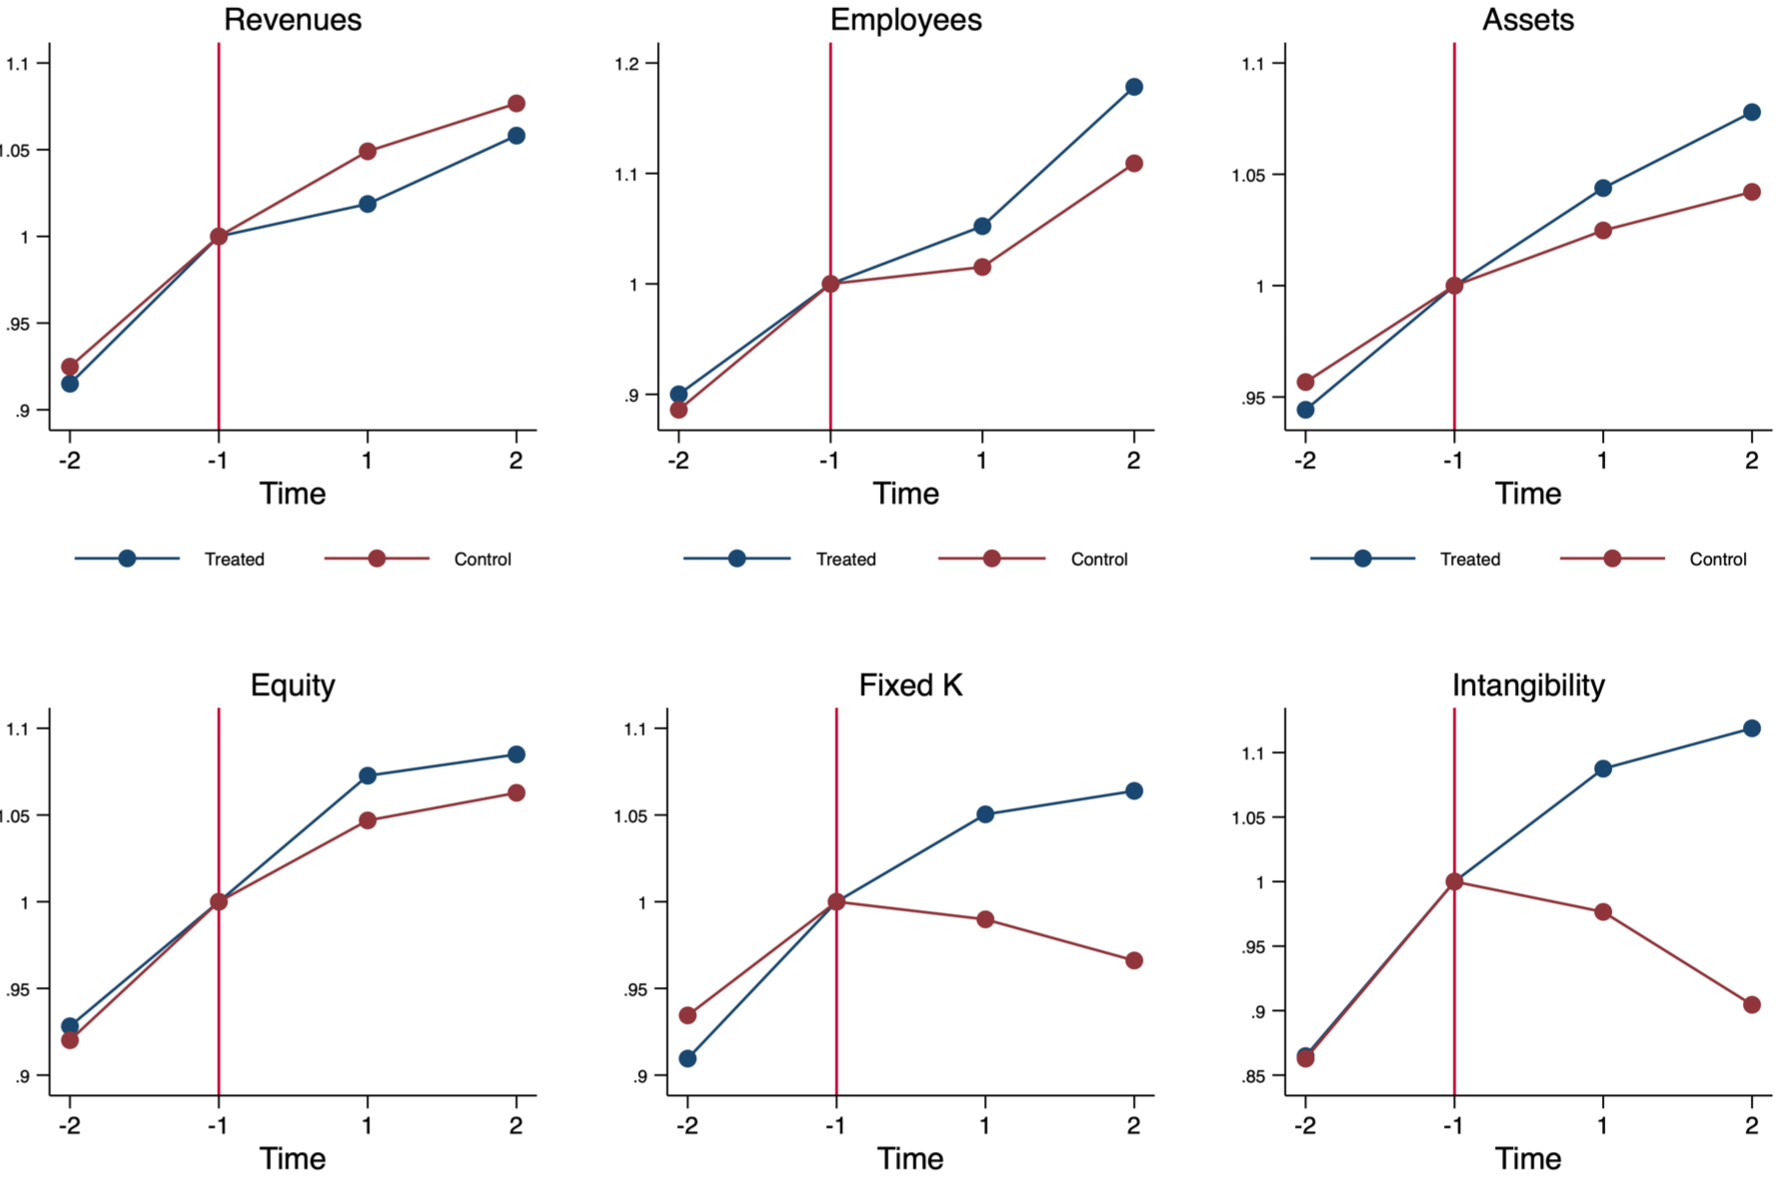 Revenues
1.1
1.05
1
.95
.9
-2 -1 1 2
Time
Treated Control
Employees
1.2
1.1
1
.9
-2 -1 1 2
Time
Treated Control
Assets
1.1
1.05
1
.95
-2 -1 1 2
Time
Treated Control
Equity
1.1
1.05
1
.95
.9
-2 -1 1 2
Time
Fixed K
1.1
1.05
1
.95
.9
-2 -1 1 2
Time
Intangibility
1.1
1.05
1
.95
.9
.85
-2 -1 1 2
Time